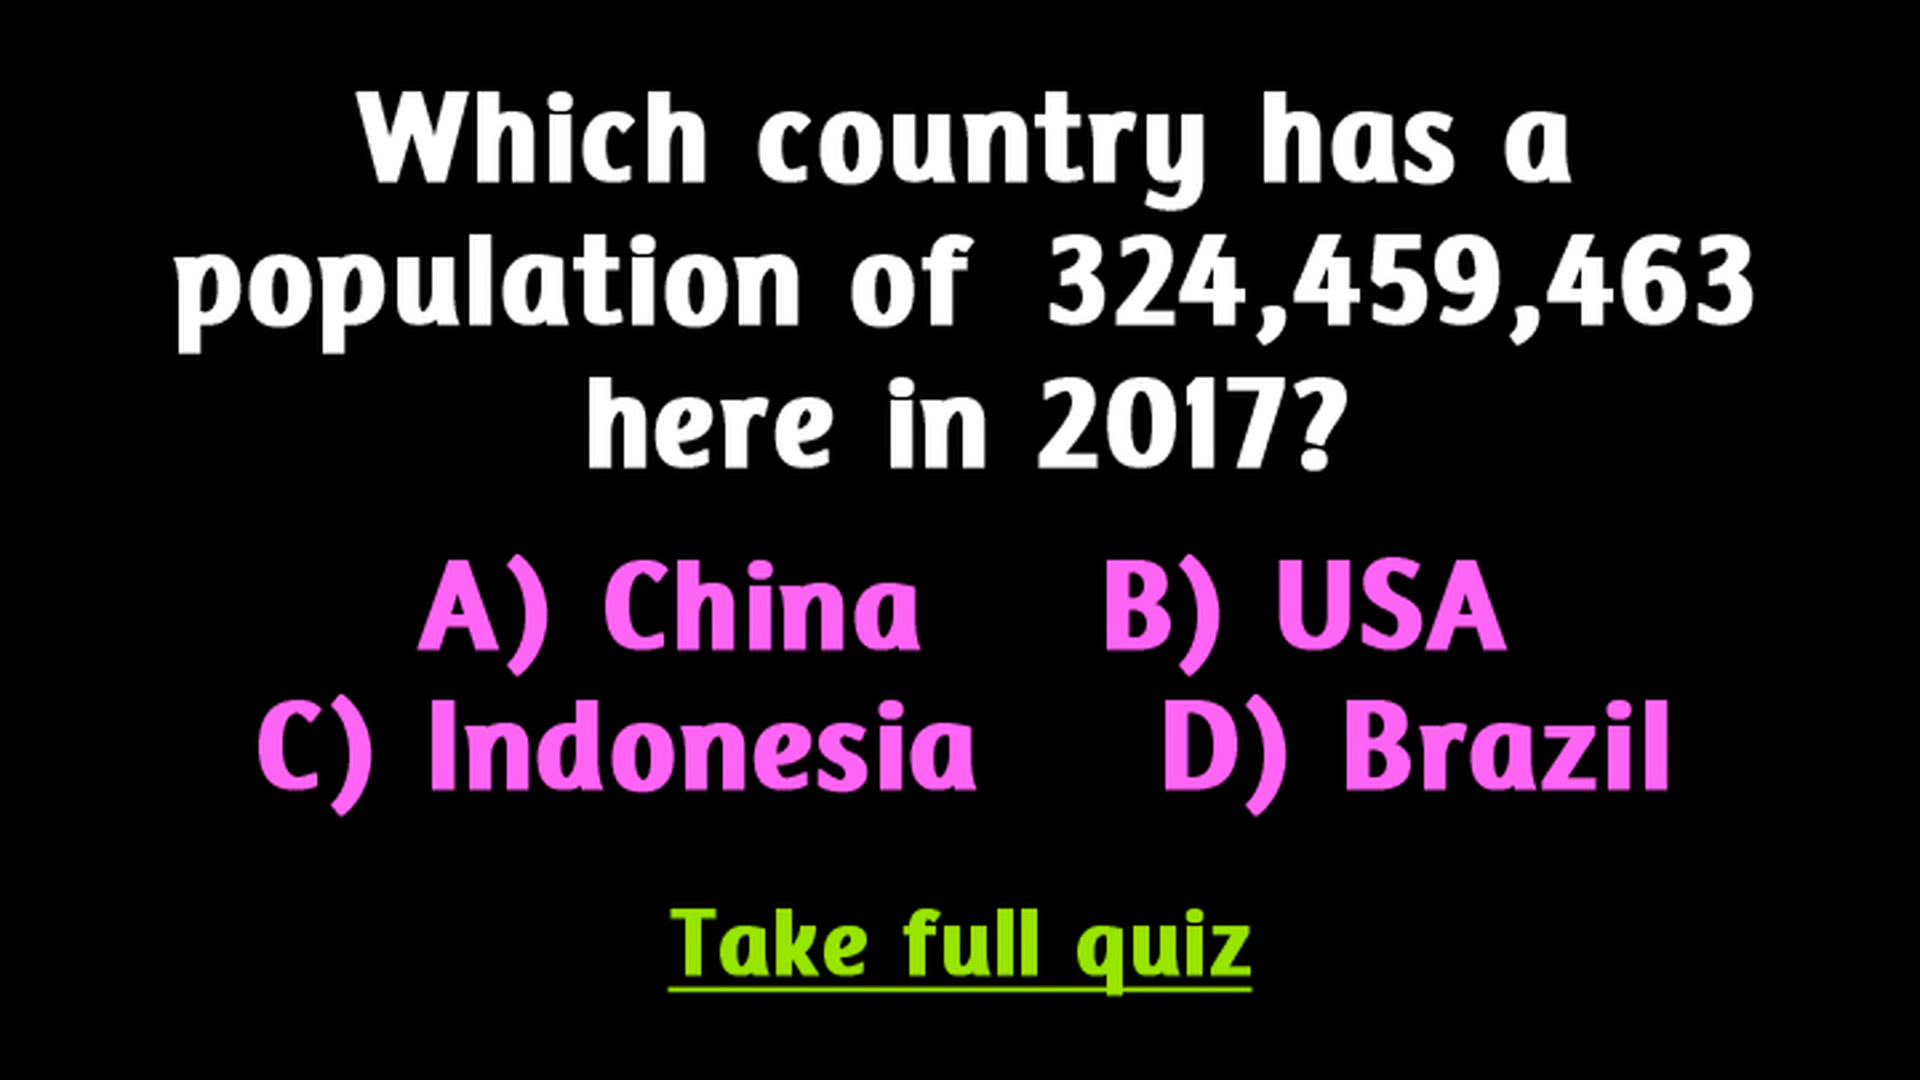 Which country has a
population of 324,459,463
here in 2017?
A) China B) USA
C) Indonesia D) Brazil
Take full quiz